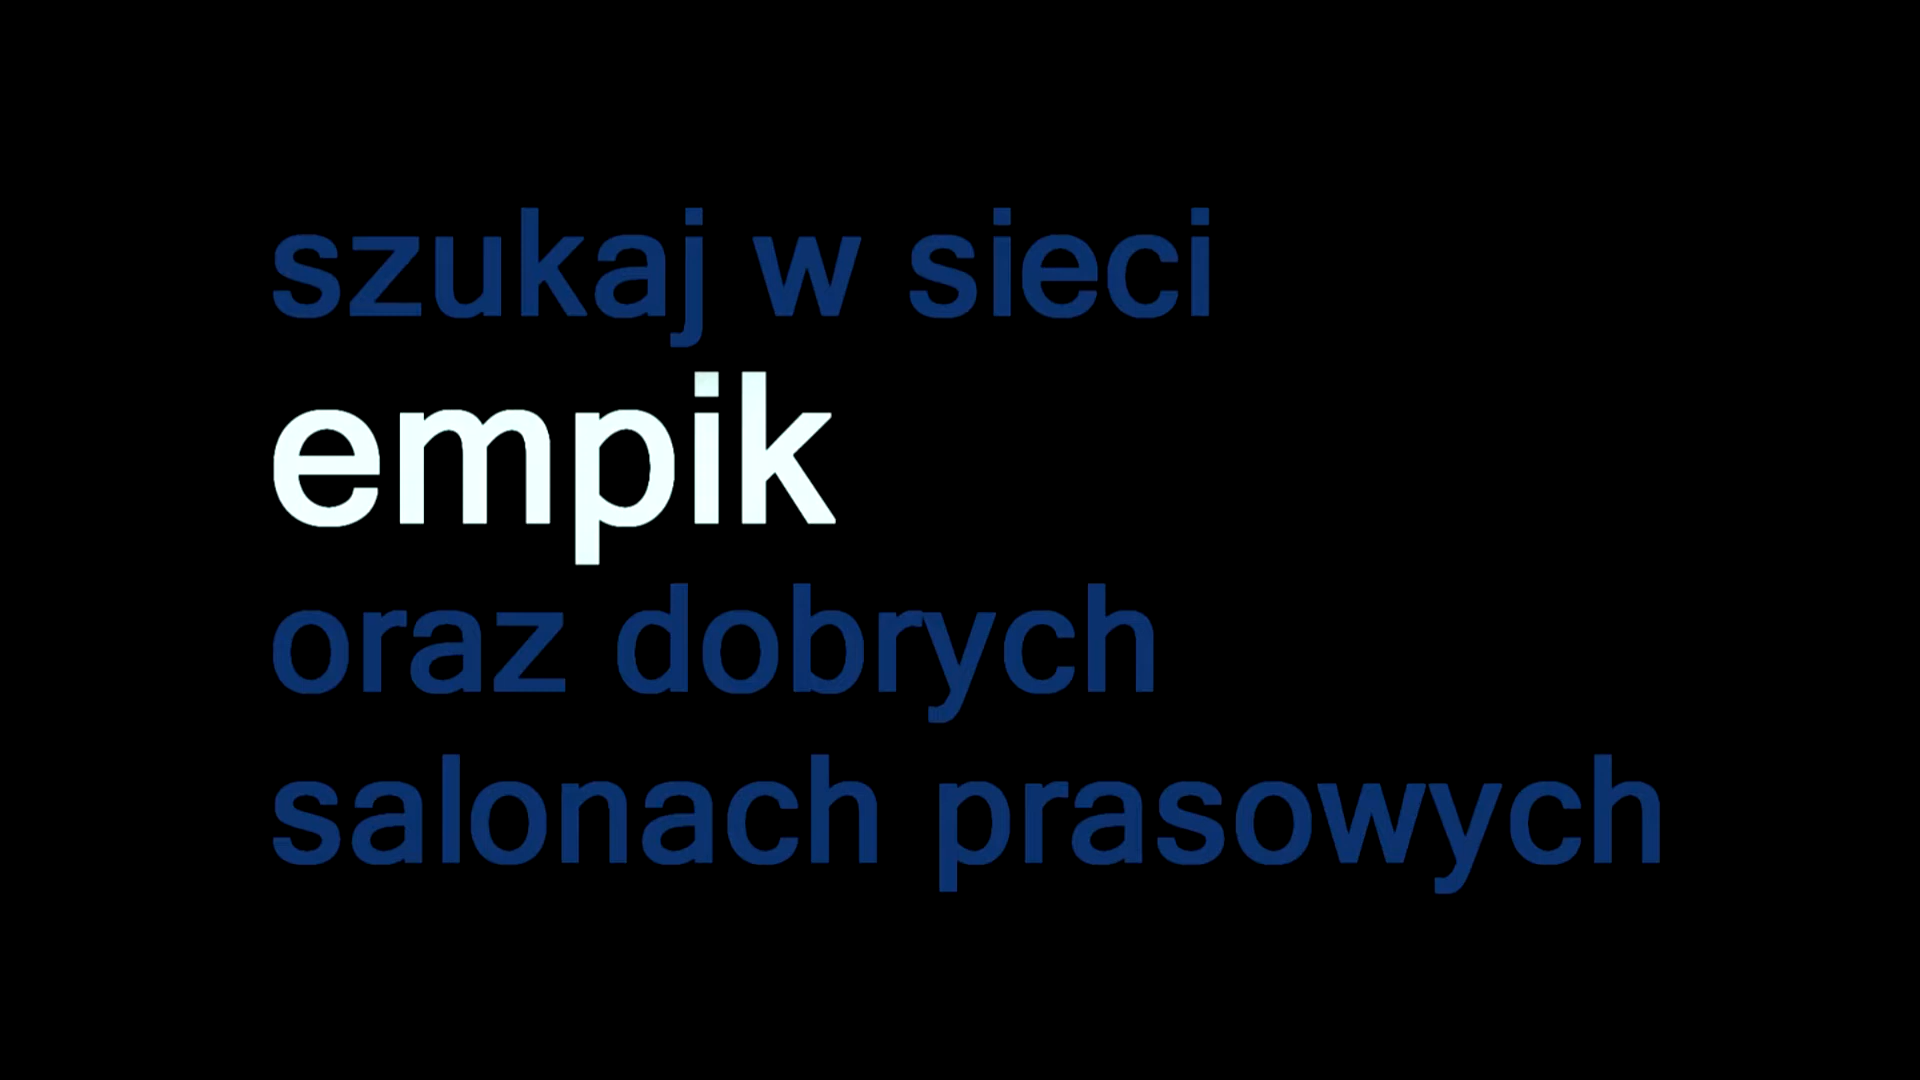 szukaj w sieci
empik
oraz dobrych
salonach prasowych